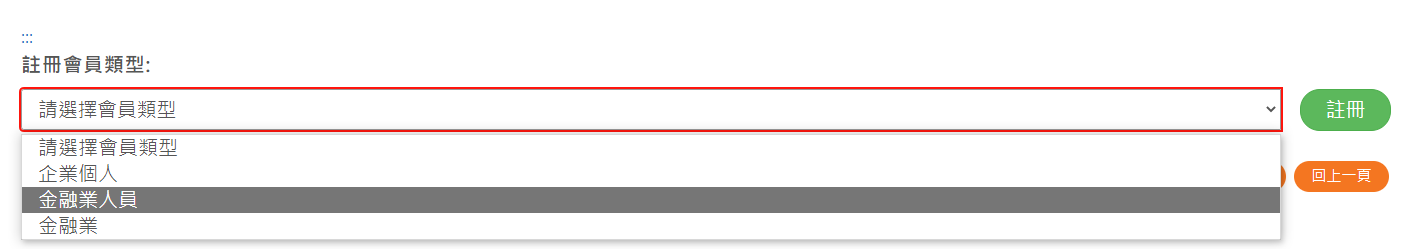 :::
註冊會員類型:
請選擇會員類型
註冊
請選擇會員類型
企業個人
金融業人員
金融業
回上一頁